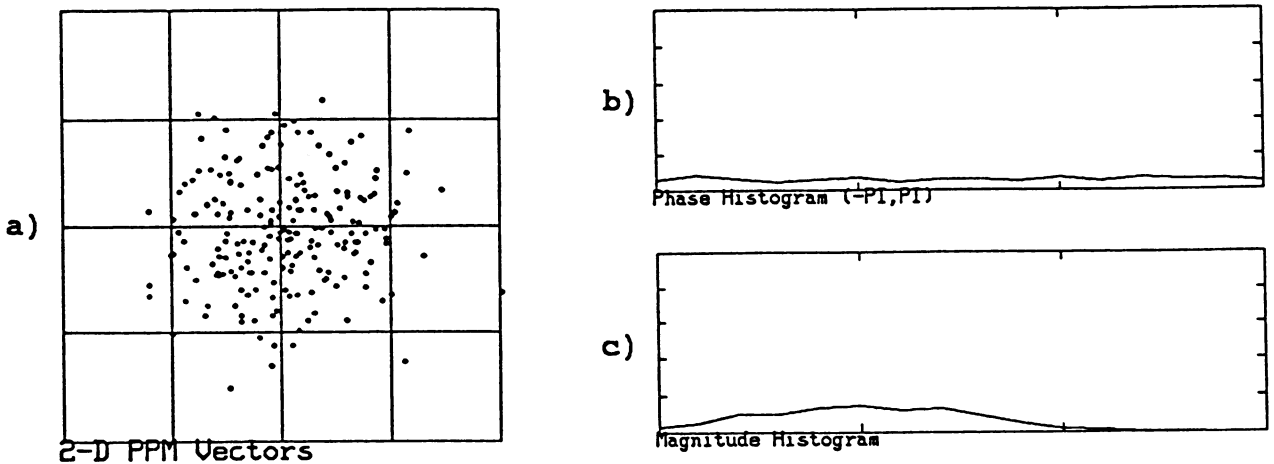 a)
2-D PPM Vectors
b)
Phase Histogram (-PI,PI)
c)
Magnitude Histogram